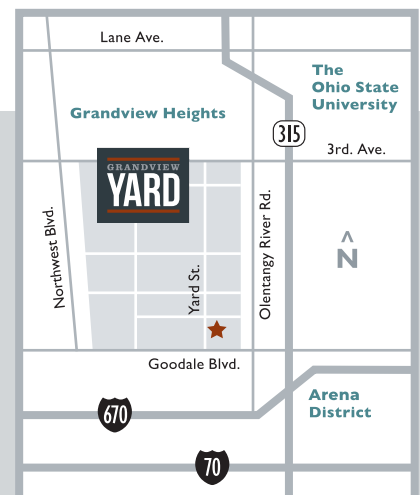 Lane Ave.
The
Ohio State
University
Grandview Heights
315
3rd. Ave.
GRANDVIEW
YARD
Northwest Blvd.
Yard St.
Olentangy River Rd.
^
N
Goodale Blvd.
Arena
District
670
70